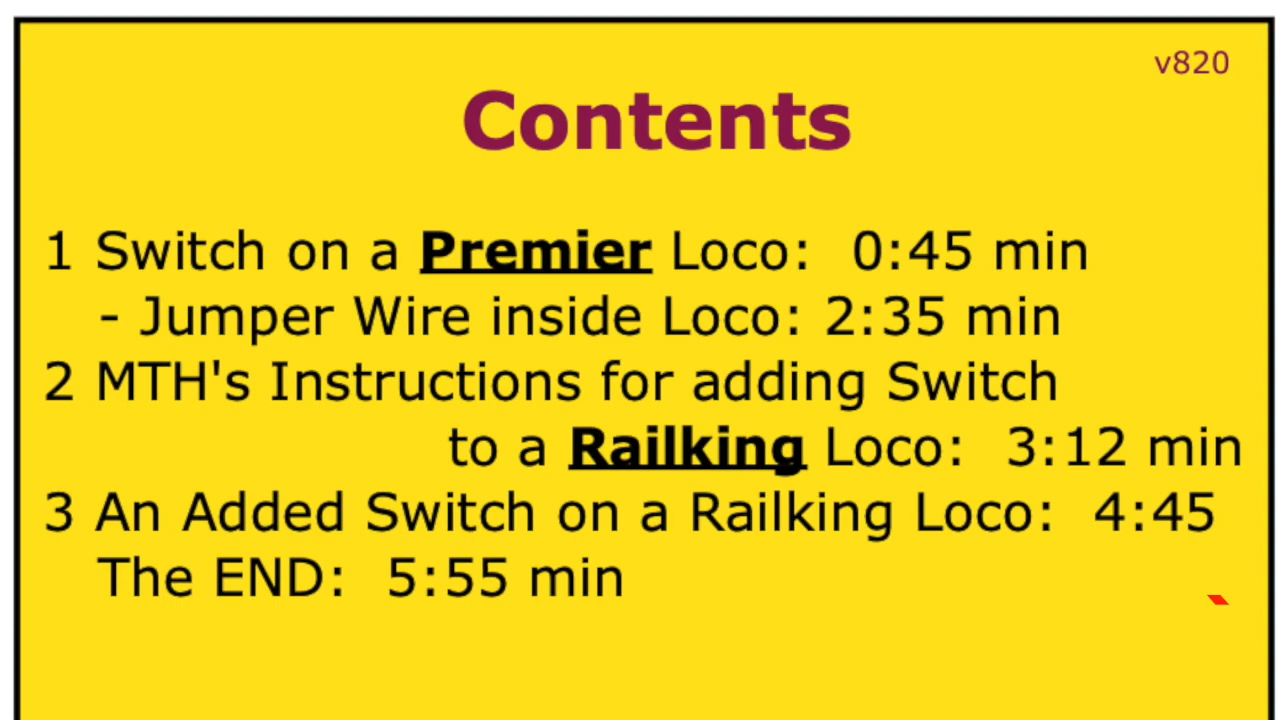 v820
Contents
1 Switch on a Premier Loco: 0:45 min
- Jumper Wire inside Loco: 2:35 min
2 MTH's Instructions for adding Switch
to a Railking Loco: 3:12 min
3 An Added Switch on a Railking Loco: 4:45
The END: 5:55 min